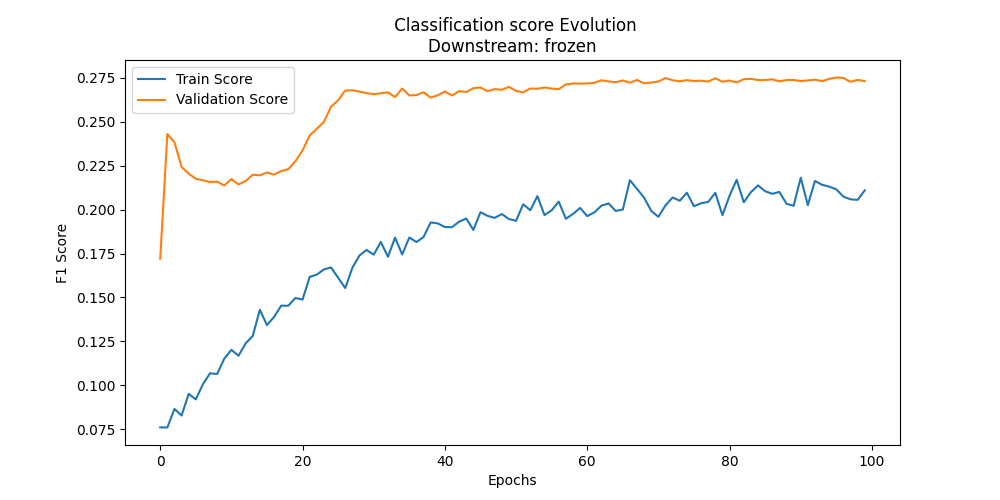 Classification score Evolution
Downstream: frozen
Train Score
Validation Score
F1 Score
0.275
0.250
0.225
0.200
0.175
0.150
0.125
0.100
0.075
0 20 40 60 80 100
Epochs